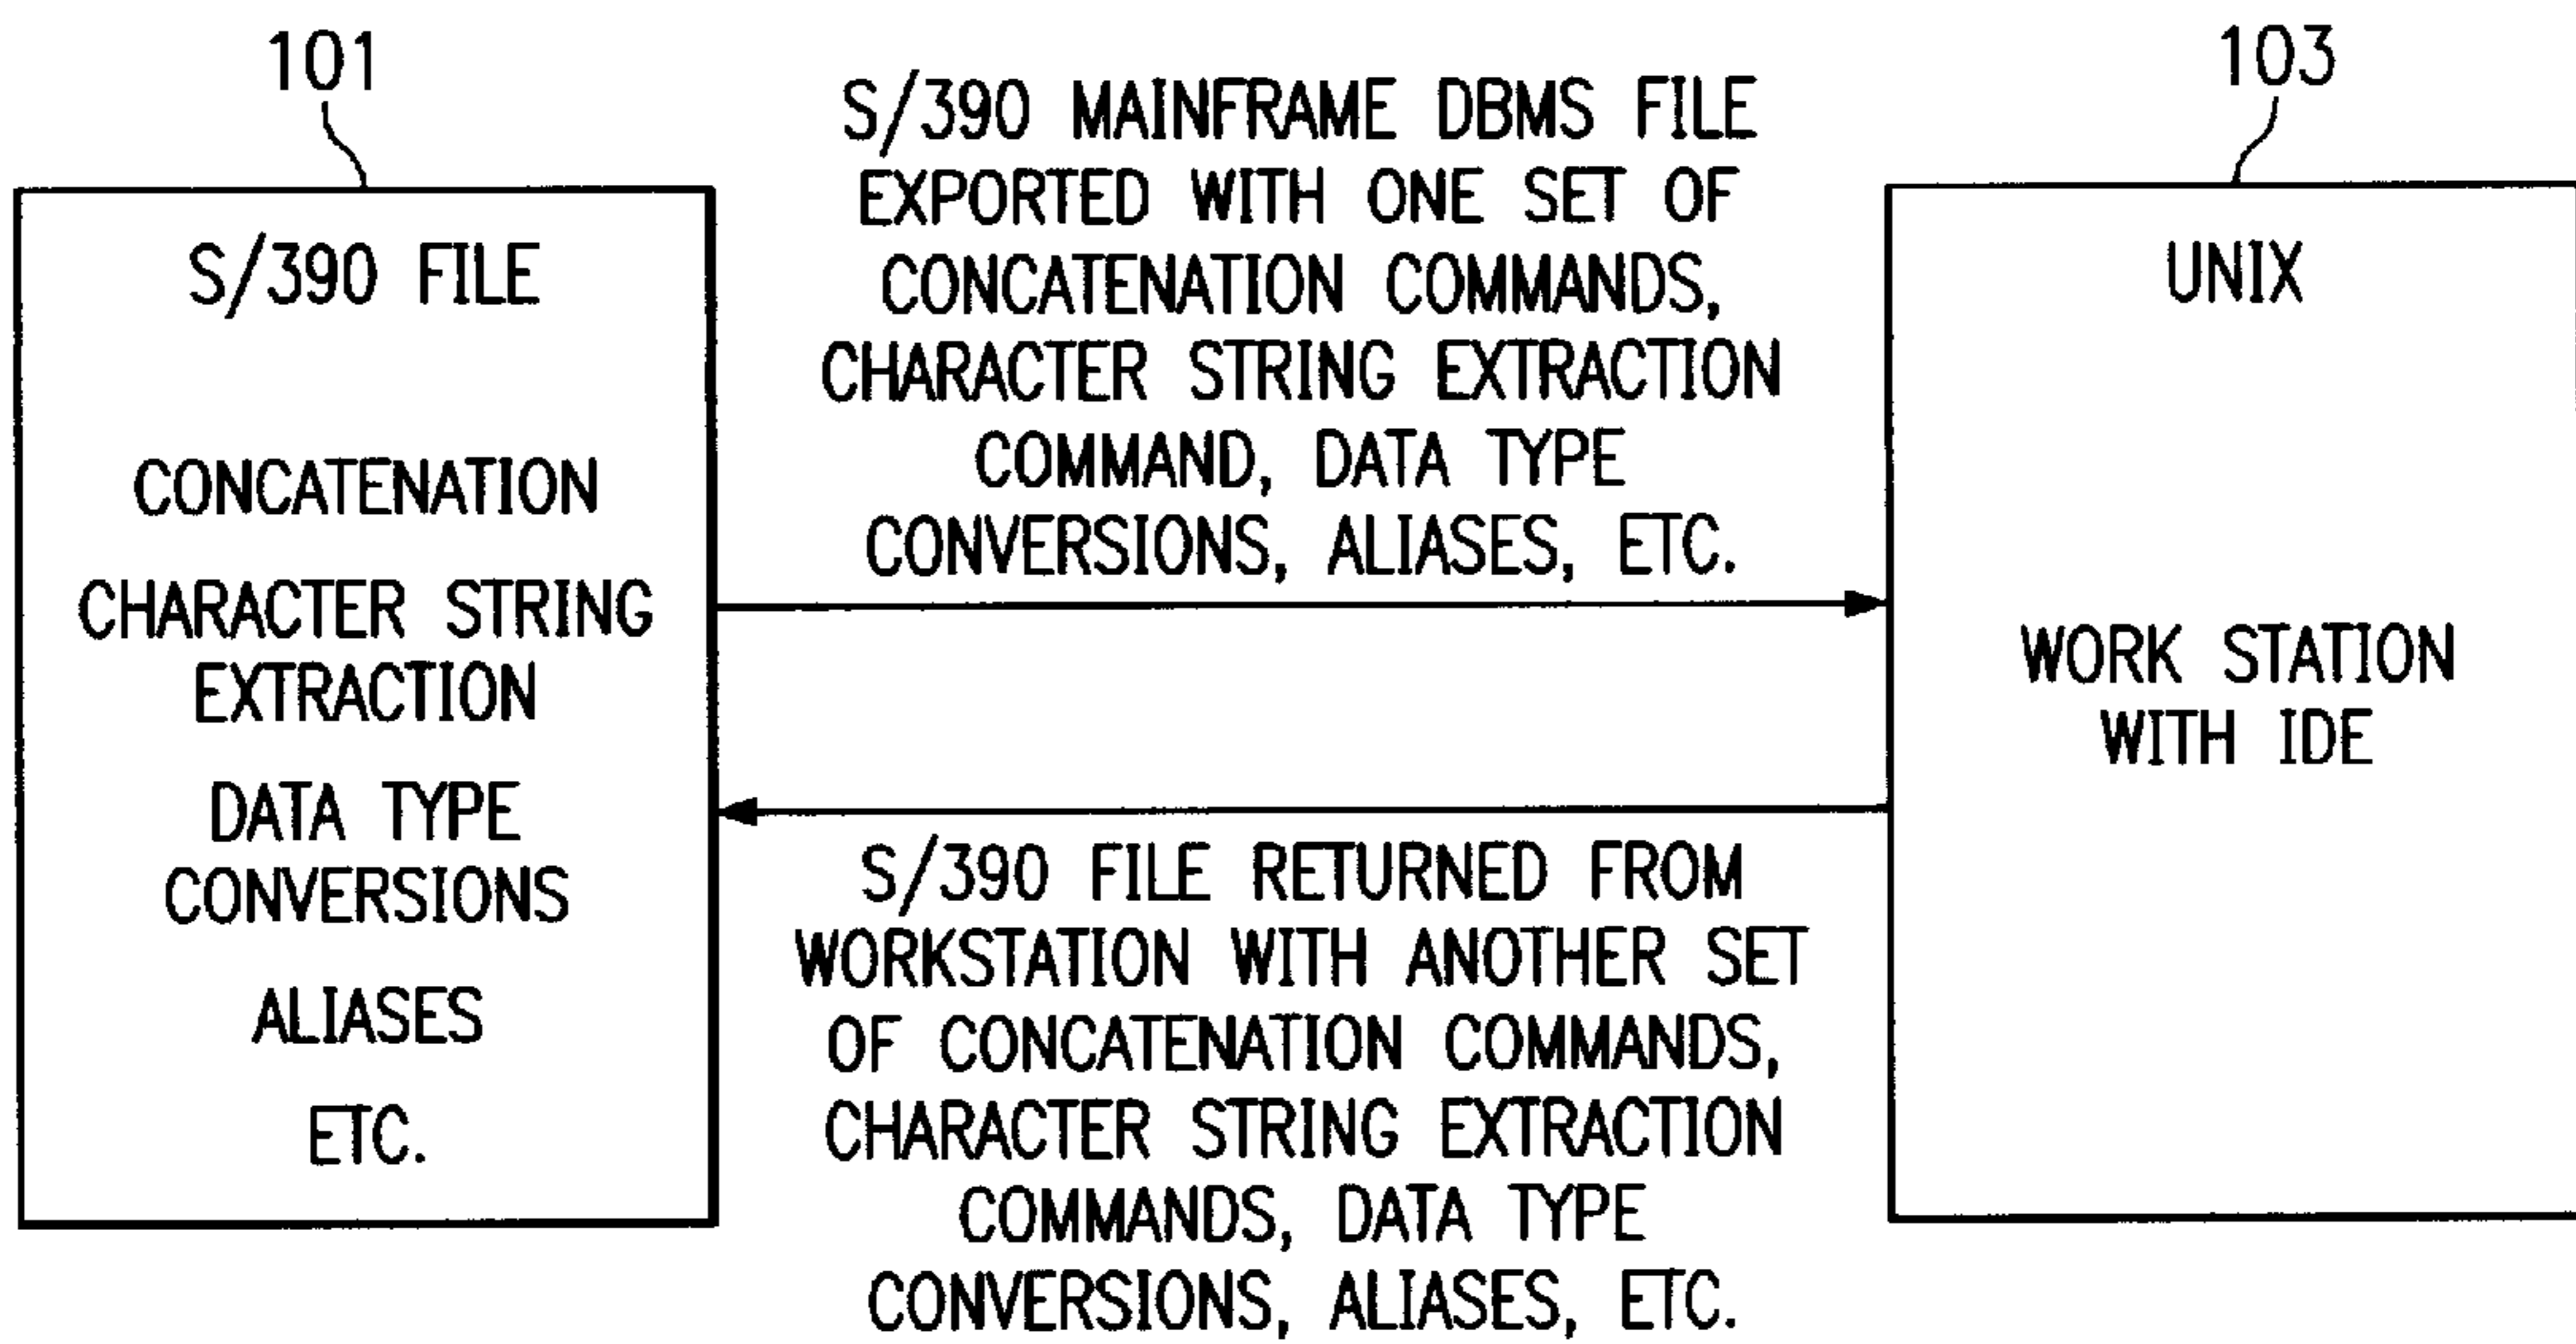 101
S/390 FILE
CONCATENATION
CHARACTER STRING
EXTRACTION
DATA TYPE
CONVERSIONS
ALIASES
ETC.
S/390 MAINFRAME DBMS FILE
EXPORTED WITH ONE SET OF
CONCATENATION COMMANDS,
CHARACTER STRING EXTRACTION
COMMAND, DATA TYPE
CONVERSIONS, ALIASES, ETC.
S/390 FILE RETURNED FROM
WORKSTATION WITH ANOTHER SET
OF CONCATENATION COMMANDS,
CHARACTER STRING EXTRACTION
COMMANDS, DATA TYPE
CONVERSIONS, ALIASES, ETC.
103
UNIX
WORK STATION
WITH IDE